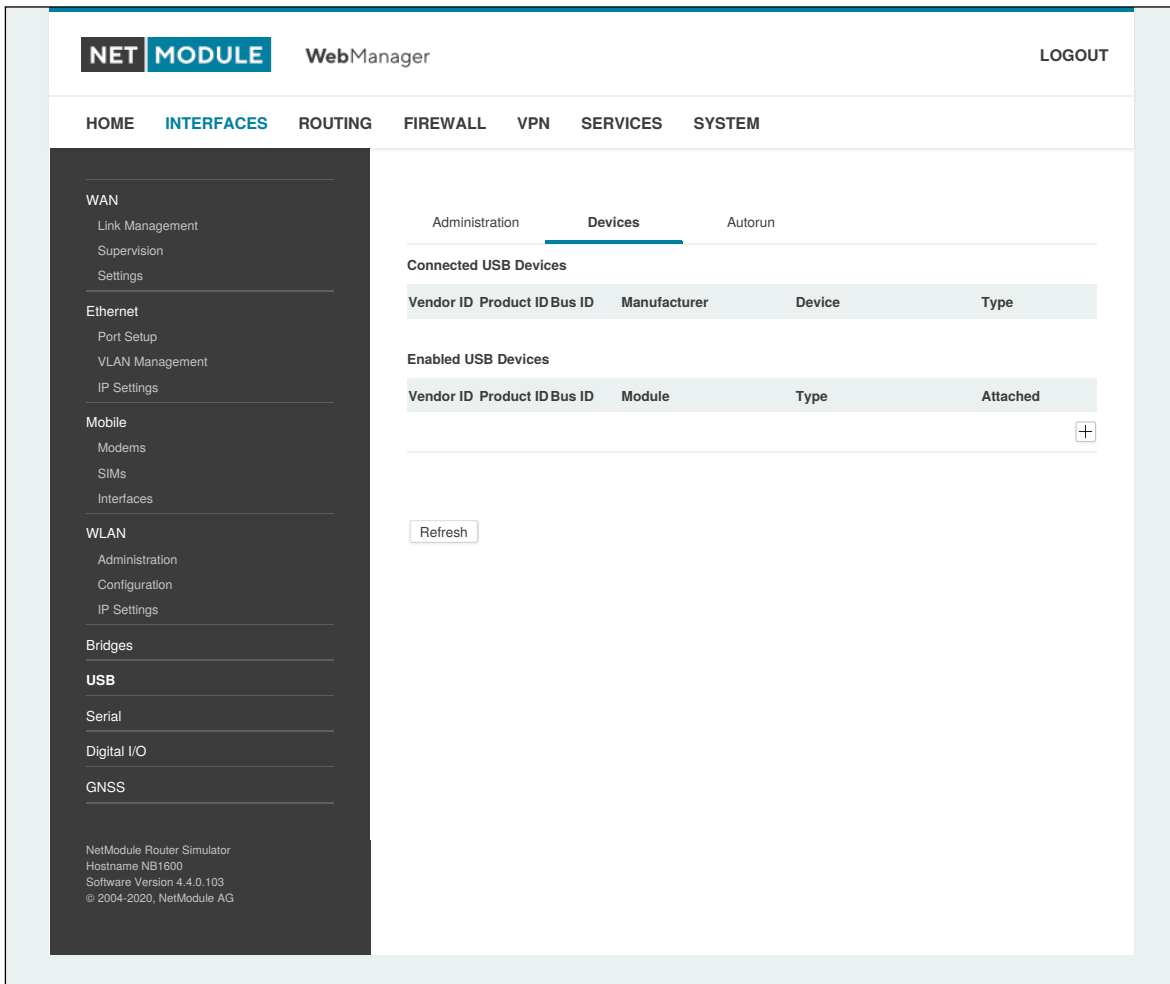 NET MODULE WebManager LOGOUT
HOME INTERFACES ROUTING FIREWALL VPN SERVICES SYSTEM
WAN
Link Management
Supervision
Settings
Ethernet
Port Setup
VLAN Management
IP Settings
Mobile
Modems
SIMs
Interfaces
WLAN
Administration
Configuration
IP Settings
Bridges
USB
Serial
Digital I/O
GNSS
NetModule Router Simulator
Hostname NB1600
Software Version 4.4.0.103
© 2004-2020, NetModule AG
Administration Devices Autorun
Connected USB Devices
Vendor ID Product ID Bus ID Manufacturer Device Type
Enabled USB Devices
Vendor ID Product ID Bus ID Module Type Attached
Refresh